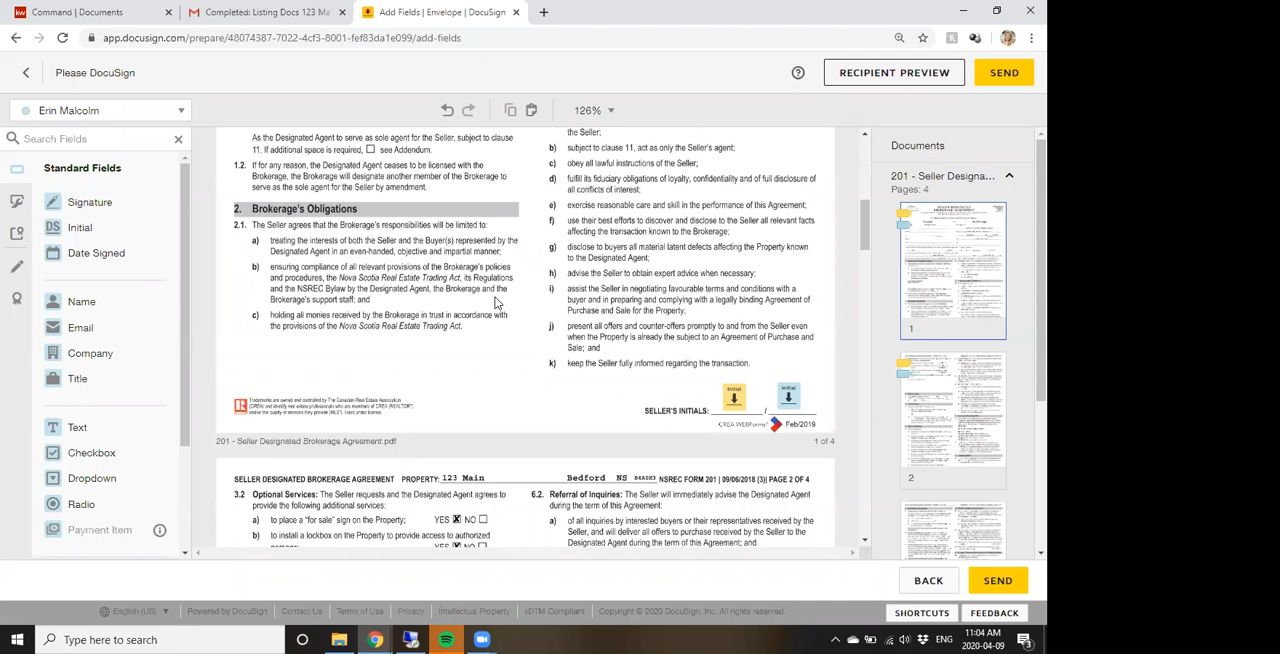 Command | Documents
Completed: Listing Docs 123 Ma
Add Fields | Envelope | DocuSign
app.docusign.com/prepare/48074387-7022-4cf3-8001-fef83da1e099/add-fields
Please DocuSign
RECIPIENT PREVIEW
SEND
Erin Malcolm
126%
Search Fields
Standard Fields
Signature
Initial
Date Signed
Name
Email
Company
Title
Text
Dropdown
Radio
Payment Item
As the Designated Agent to serve as sole agent for the Seller, subject to clause
11. If additional space is required, see Addendum.
1.2. If for any reason, the Designated Agent ceases to be licensed with the
Brokerage, the Brokerage will designate another member of the Brokerage to
serve as the sole agent for the Seller by amendment.
2. Brokerage's Obligations
The Parties agree that the Brokerage's responsibility will be limited to:
treating the interests of both the Seller and the Buyer(s) represented by the
Designated Agent in an even-handed, objective and impartial manner;
b) ensuring compliance with all relevant provisions of the Brokerage's policies
and procedures, the Nova Scotia Real Estate Trading Act, its Regulations
and the NSREC Bylaw by the Designated Agent, the Brokerage and the
Brokerage's support staff; and
holding all monies received by the Brokerage in trust in accordance with
the provisions of the Nova Scotia Real Estate Trading Act.
the Seller;
b) subject to clause 11, act as only the Seller's agent;
c) obey all lawful instructions of the Seller;
d) fulfill its fiduciary obligations of loyalty, confidentiality and of full disclosure of
all conflicts of interest;
e) exercise reasonable care and skill in the performance of this Agreement;
f) use their best efforts to discover and disclose to the Seller all relevant facts
affecting the transaction known to the Brokerage;
disclose to buyers all material latent defects affecting the Property known
to the Designated Agent;
h) advise the Seller to obtain expert advice when necessary;
i) assist the Seller in negotiating favourable terms and conditions with a
buyer and in preparing and complying with a legally binding Agreement of
Purchase and Sale for the Property;
j) present all offers and counter-offers promptly to and from the Seller even
when the Property is already the subject to an Agreement of Purchase and
Sale; and
k) keep the Seller fully informed regarding the transaction.
Initial
Initial
SELLER'S INITIALS: /
CREA WEBForms Feb/2019
201 - Seller Designated Brokerage Agreement.pdf
1 of 4
SELLER DESIGNATED BROKERAGE AGREEMENT PROPERTY: 123 Main Bedford NS NSREC FORM 201 | 09/06/2018 (3)| PAGE 2 OF 4
3.2 Optional Services: The Seller requests and the Designated Agent agrees to
provide the following additional services:
to place a "for sale" sign on the Property; YES X NO
to install a lockbox on the Property to provide access to authorized
YES X NO
6.2. Referral of Inquiries: The Seller will immediately advise the Designated Agent
during the term of this Agreement:
a) of all inquiries by interested buyers or their representatives received by the
Seller, and will deliver all offers to purchase received by the Seller to the
Designated Agent during the term of this Agreement; and
Documents
201 - Seller Designa...
Pages: 4
1
2
BACK
SEND
English (US)
Powered by DocuSign
Contact Us
Terms of Use
Privacy
Intellectual Property
xDTM Compliant
Copyright © 2020 DocuSign, Inc. All rights reserved.
SHORTCUTS
FEEDBACK
Type here to search
ENG
11:04 AM
2020-04-09
3